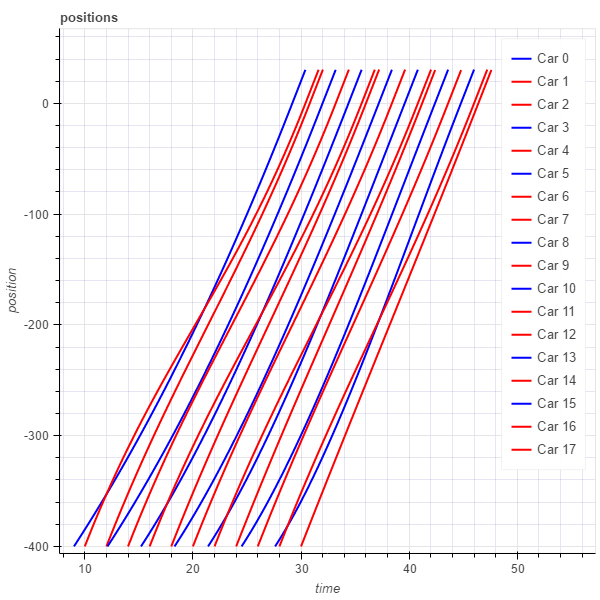 positions
0
-100
-200
-300
-400
position
10
20
30
40
50
time
Car 0
Car 1
Car 2
Car 3
Car 4
Car 5
Car 6
Car 7
Car 8
Car 9
Car 10
Car 11
Car 12
Car 13
Car 14
Car 15
Car 16
Car 17